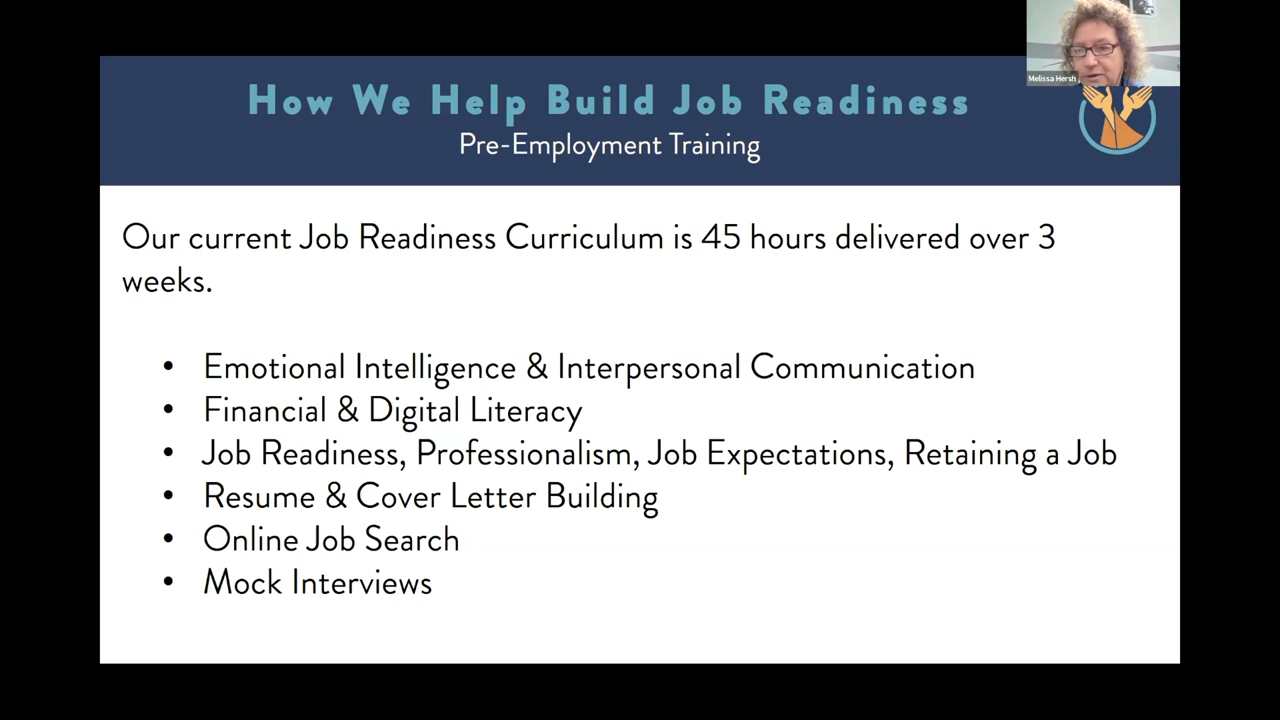 Melissa Hersh
How We Help Build Job Readiness
Pre-Employment Training
Our current Job Readiness Curriculum is 45 hours delivered over 3
weeks.
• Emotional Intelligence & Interpersonal Communication
• Financial & Digital Literacy
• Job Readiness, Professionalism, Job Expectations, Retaining a Job
• Resume & Cover Letter Building
• Online Job Search
• Mock Interviews